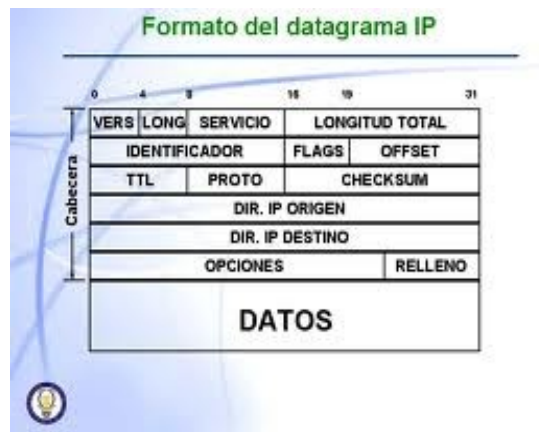 Formato del datagrama IP
0 4 8 16 19 31
VERS LONG SERVICIO LONGITUD TOTAL
IDENTIFICADOR FLAGS OFFSET
TTL PROTO CHECKSUM
DIR. IP ORIGEN
DIR. IP DESTINO
OPCIONES RELLENO
Cabecera
DATOS